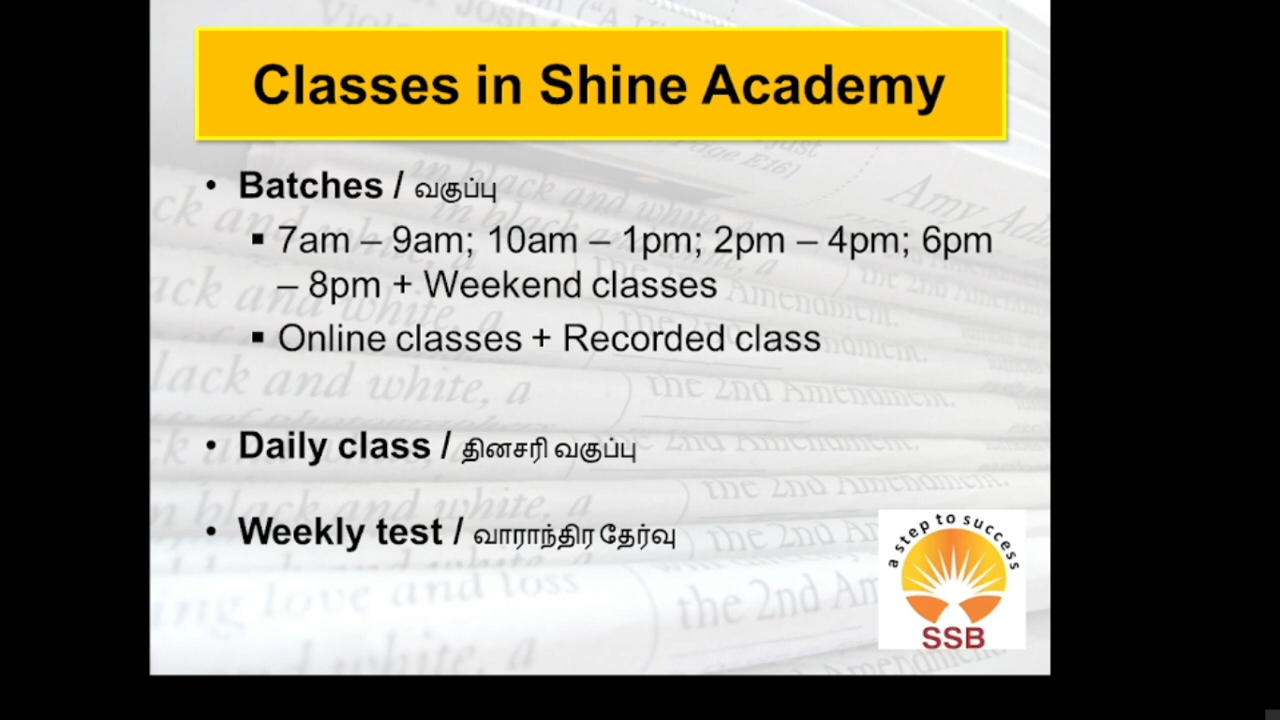 Classes in Shine Academy
• Batches / வகுப்பு
▪ 7am – 9am; 10am – 1pm; 2pm – 4pm; 6pm
– 8pm + Weekend classes
▪ Online classes + Recorded class
• Daily class / தினசரி வகுப்பு
• Weekly test / வாராந்திர தேர்வு
a step to success
SSB